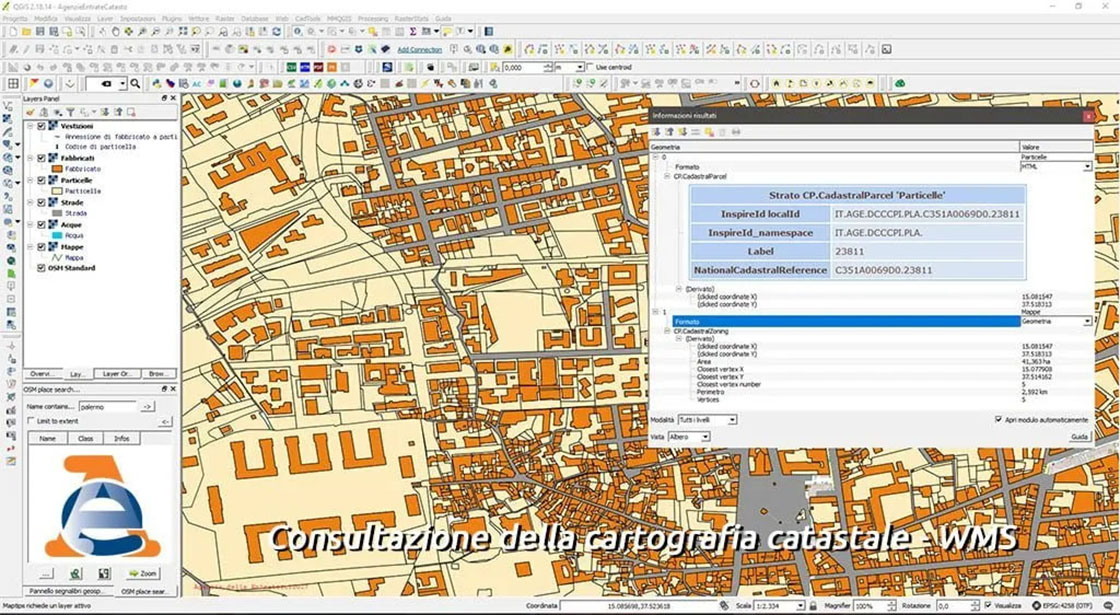 QGIS 2.18.14 - AgenziaEntrateCatasto
Progetto Modifica Visualizza Layer Impostazioni Plugins Vettore Raster Database Web CadTools MMQGIS Processing RasterStats Guida
Add Connection
0,000 m Use centroid
Layers Panel
Vestizioni
Annessione di fabbricato a parti
Codice di particella
Fabbricati
Fabbricato
Particelle
Particella
Strade
Strada
Acque
Acqua
Mappe
Mappa
OSM Standard
Overvi... Lay... Layer Or... Brow...
OSM place search...
Name contains... palermo ->
Limit to extent <-
Name Class Infos
... Zoom
Pannello segnalibri geosp... OSM place sear...
Informazioni risultati
Geometria Valore
0 Particelle
Formato HTML
CP.CadastralParcel
Strato CP.CadastralParcel 'Particelle'
InspireId localId IT.AGE.DCCCPI.PLA.C351A0069D0.23811
InspireId_namespace IT.AGE.DCCCPI.PLA.
Label 23811
NationalCadastralReference C351A0069D0.23811
(Derivato)
(clicked coordinate X) 15.081547
(clicked coordinate Y) 37.518313
1 Mappe
Formato Geometria
CP.CadastralZoning
(Derivato)
(clicked coordinate X) 15.081547
(clicked coordinate Y) 37.518313
Area 41,363 ha
Closest vertex X 15.077908
Closest vertex Y 37.514162
Closest vertex number 5
Perimetro 2,592 km
Vertices 5
Modalità Tutti i livelli Apri modulo automaticamente
Vista Albero Guida
Consultazione della cartografia catastale - WMS
Maptips richiede un layer attivo Coordinata 15.085698,37.523618 Scala 1:2.334 Magnifier 100% Rotazione 0,0 Visualizza EPSG:4258 (OTF)